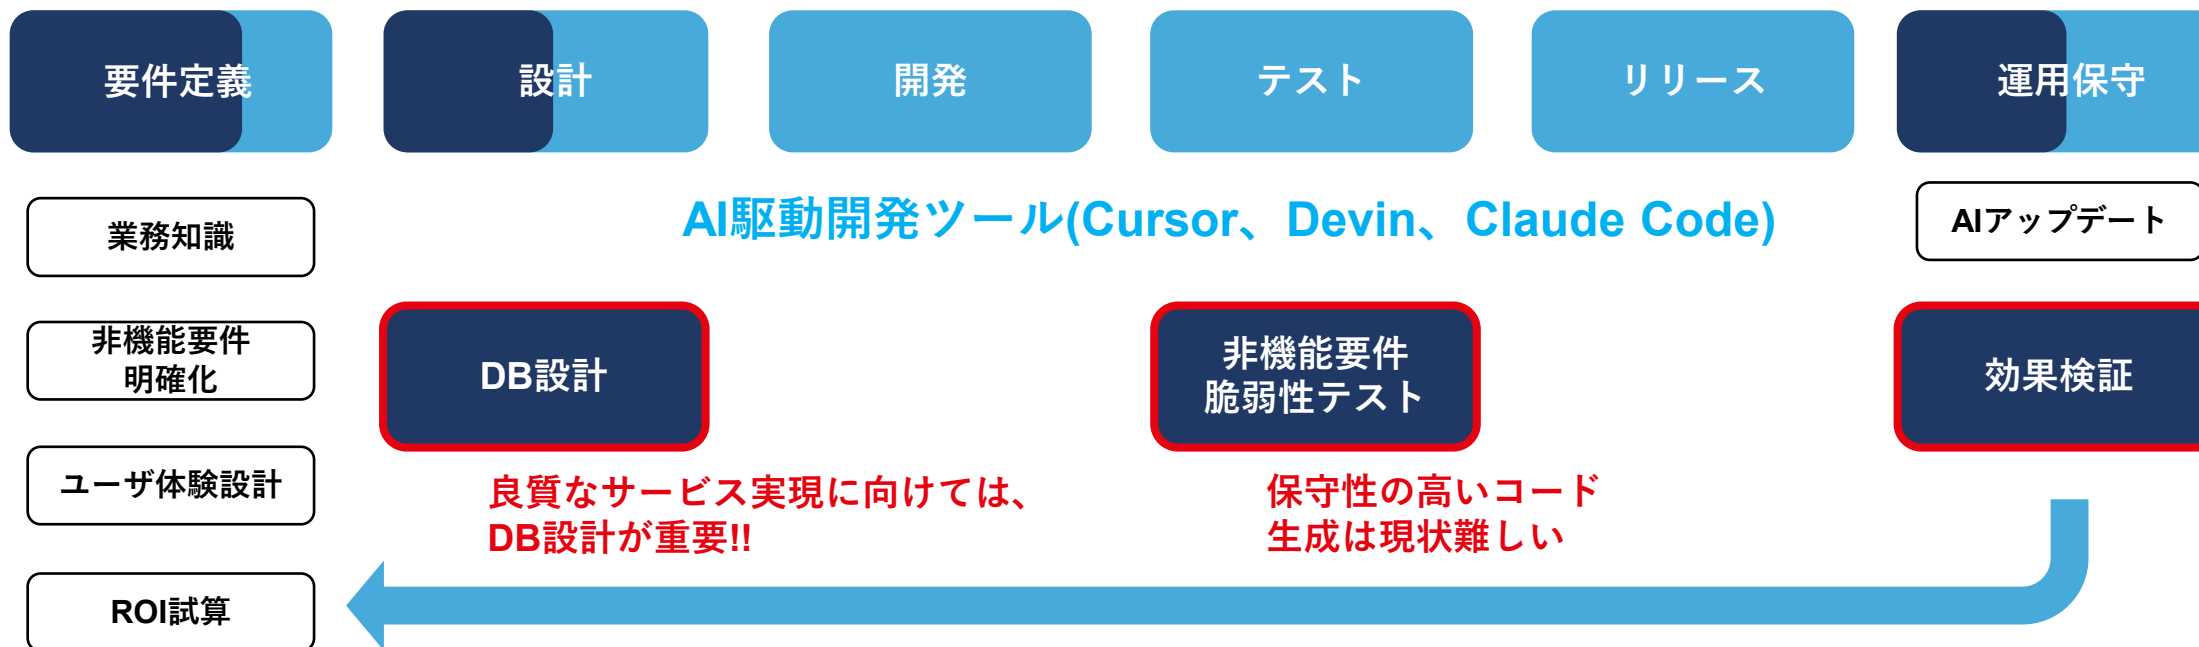 要件定義
設計
開発
テスト
リリース
運用保守
AI駆動開発ツール(Cursor、Devin、Claude Code)
業務知識
AIアップデート
非機能要件
明確化
DB設計
非機能要件
脆弱性テスト
効果検証
ユーザ体験設計
良質なサービス実現に向けては、
DB設計が重要!!
保守性の高いコード
生成は現状難しい
ROI試算